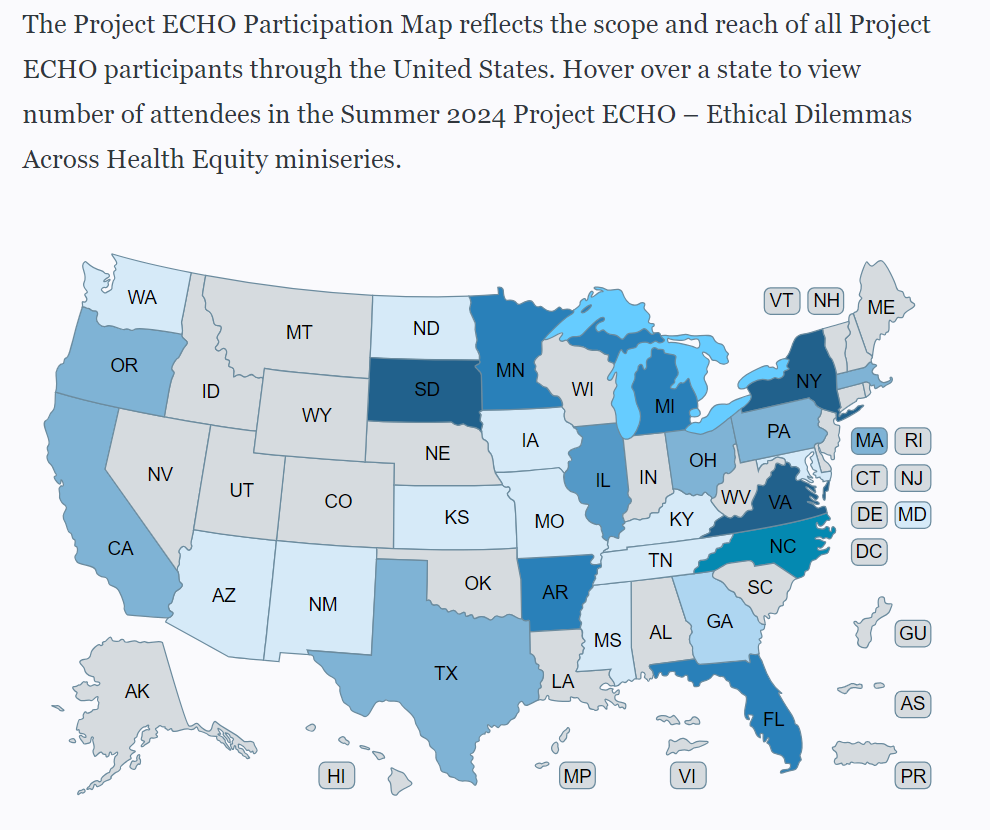 The Project ECHO Participation Map reflects the scope and reach of all Project
ECHO participants through the United States. Hover over a state to view
number of attendees in the Summer 2024 Project ECHO – Ethical Dilemmas
Across Health Equity miniseries.
WA
MT
ND
MN
VT
NH
ME
OR
ID
WY
SD
WI
MI
NY
NV
UT
CO
NE
IA
IL
IN
OH
PA
MA
RI
CA
KS
MO
KY
WV
VA
CT
NJ
DE
MD
AZ
NM
OK
AR
TN
NC
SC
DC
TX
LA
MS
AL
GA
GU
AK
FL
AS
HI
MP
VI
PR